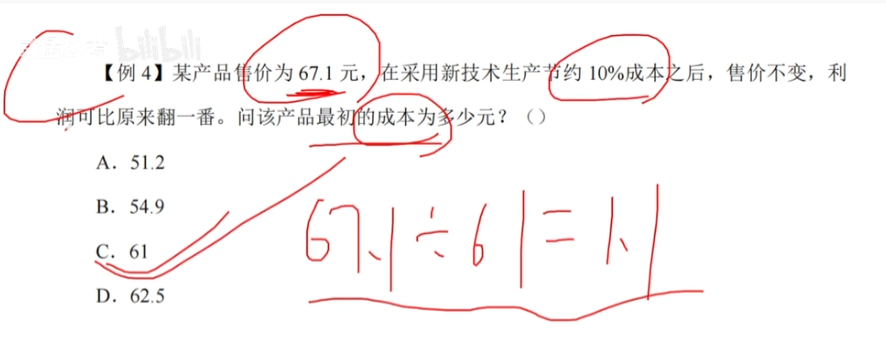 bilibili
【例 4】某产品售价为 67.1 元，在采用新技术生产节约 10%成本之后，售价不变，利
润可比原来翻一番。问该产品最初的成本为多少元？（）
A．51.2
B．54.9
C．61
D．62.5
67.1÷61=1.1